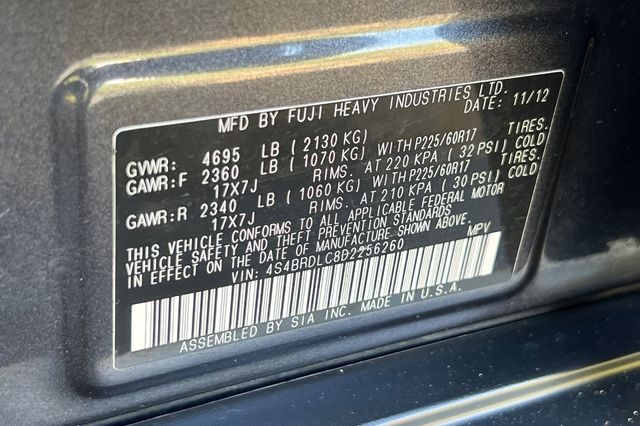 MFD BY FUJI HEAVY INDUSTRIES LTD.
DATE: 11/12
GVWR: 4695 LB ( 2130 KG)
GAWR:F 2360 LB ( 1070 KG) WITH P225/60R17 TIRES.
17X7J RIMS. AT 220 KPA ( 32 PSI) COLD
GAWR:R 2340 LB ( 1060 KG) WITH P225/60R17 TIRES.
17X7J RIMS. AT 210 KPA ( 30 PSI) COLD
THIS VEHICLE CONFORMS TO ALL APPLICABLE FEDERAL MOTOR
VEHICLE SAFETY AND THEFT PREVENTION STANDARDS
IN EFFECT ON THE DATE OF MANUFACTURE SHOWN ABOVE.
VIN: 4S4BRDLC8D2256260 MPV
ASSEMBLED BY SIA INC. MADE IN U.S.A.